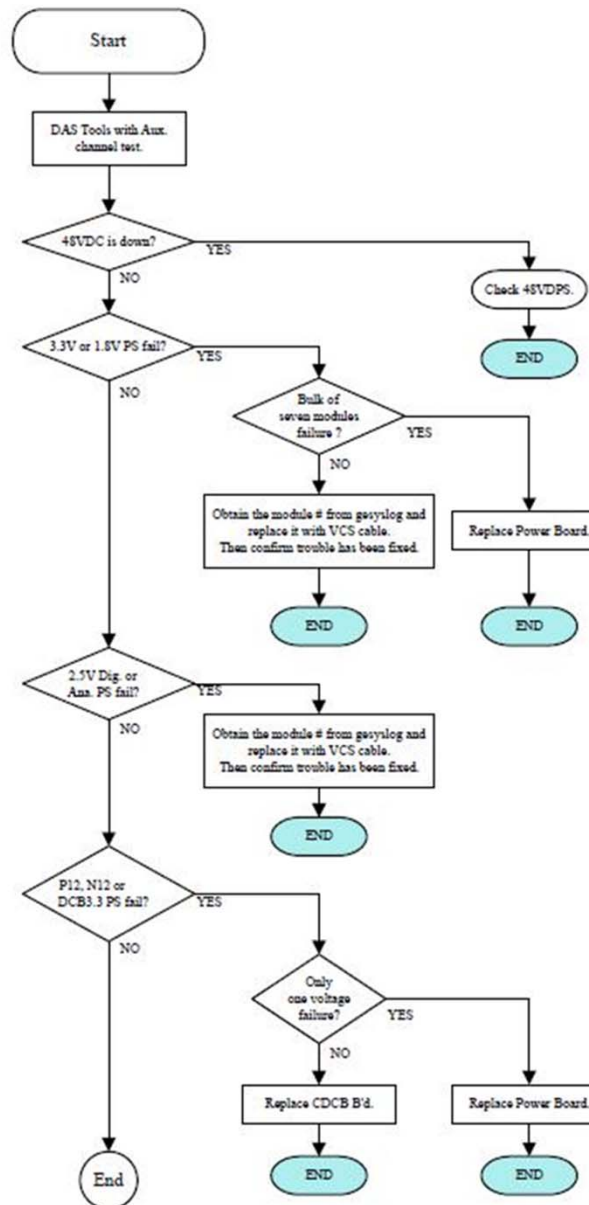 Start
DAS Tools with Aux.
channel test.
48VDC is down?
YES
NO
Check 48VDPS.
END
3.3V or 1.8V PS fail?
YES
NO
Bulk of
seven modules
failure ?
YES
NO
Obtain the module # from gesyslog and
replace it with VCS cable.
Then confirm trouble has been fixed.
Replace Power Board.
END
END
2.5V Dig. or
Ana. PS fail?
YES
NO
Obtain the module # from gesyslog and
replace it with VCS cable.
Then confirm trouble has been fixed.
END
P12, N12 or
DCB3.3 PS fail?
YES
NO
Only
one voltage
failure?
YES
NO
Replace CDCB B'd.
Replace Power Board.
End
END
END